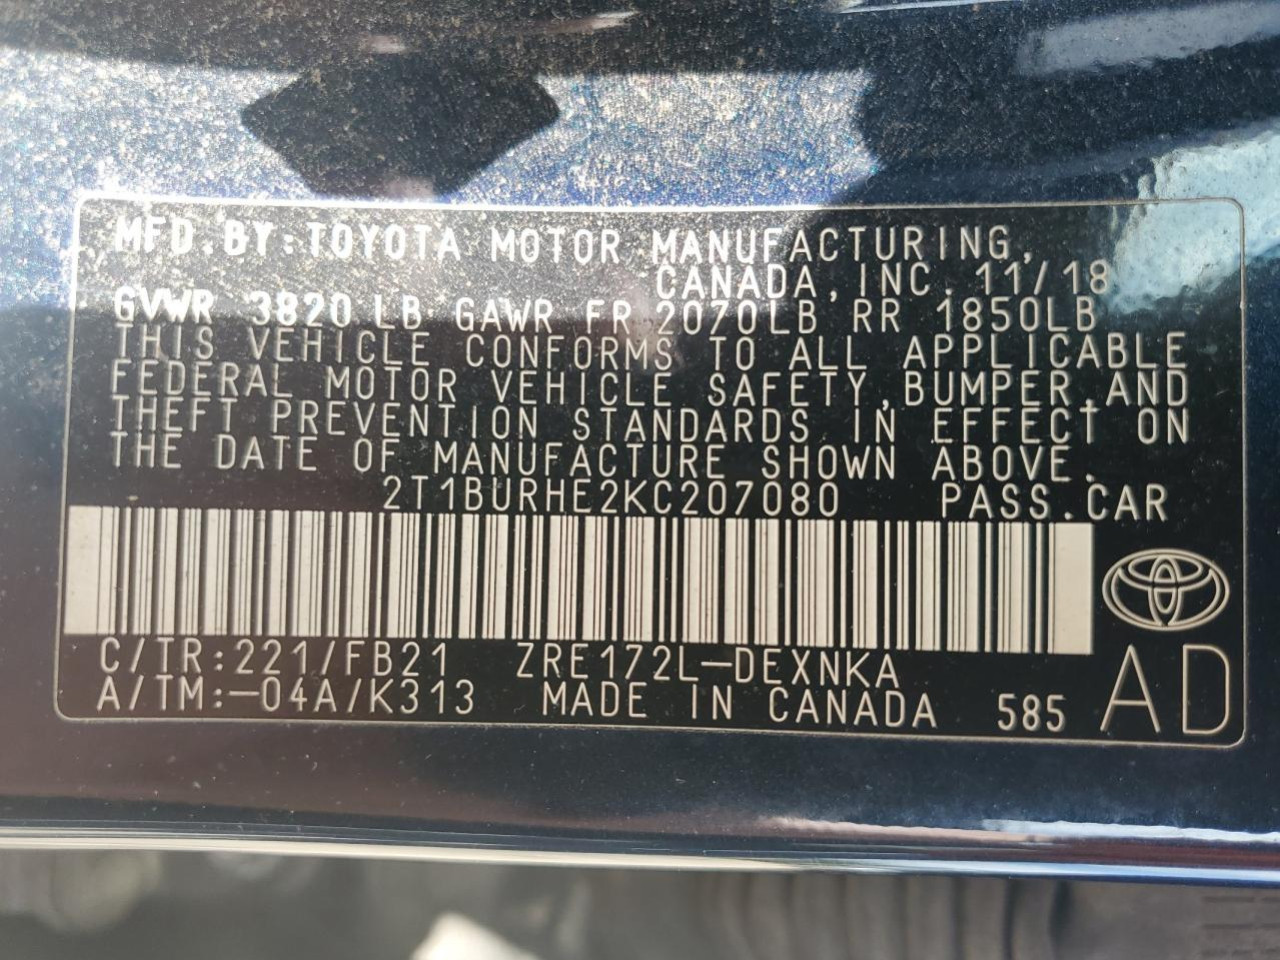 MFD.BY:TOYOTA MOTOR MANUFACTURING,
CANADA,INC. 11/18
GVWR 3820 LB GAWR FR 2070LB RR 1850LB
THIS VEHICLE CONFORMS TO ALL APPLICABLE
FEDERAL MOTOR VEHICLE SAFETY,BUMPER,AND
THEFT PREVENTION STANDARDS IN EFFECT ON
THE DATE OF MANUFACTURE SHOWN ABOVE.
2T1BURHE2KC207080 PASS.CAR
C/TR:221/FB21 ZRE172L-DEXNKA
A/TM:-04A/K313 MADE IN CANADA 585 AD